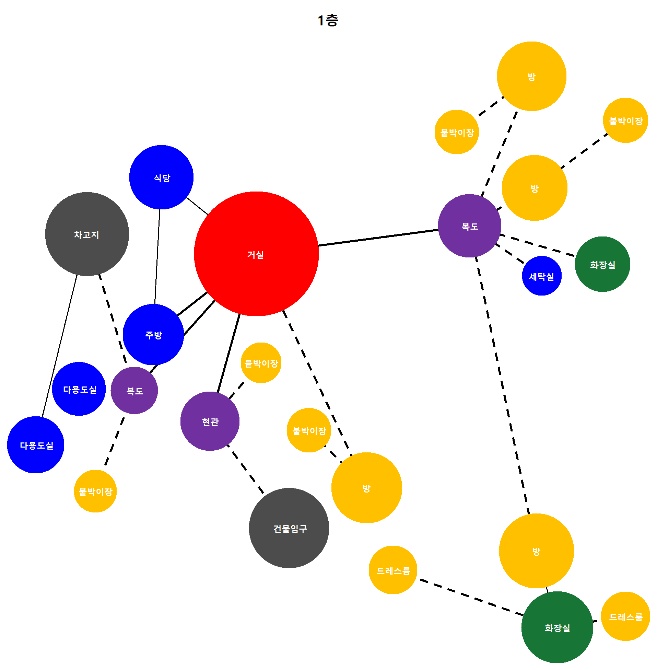 1층
방
붙박이장
붙박이장
식당
방
복도
차고지
거실
화장실
세탁실
주방
붙박이장
다용도실
복도
현관
붙박이장
다용도실
방
붙박이장
건물입구
방
드레스룸
드레스룸
화장실